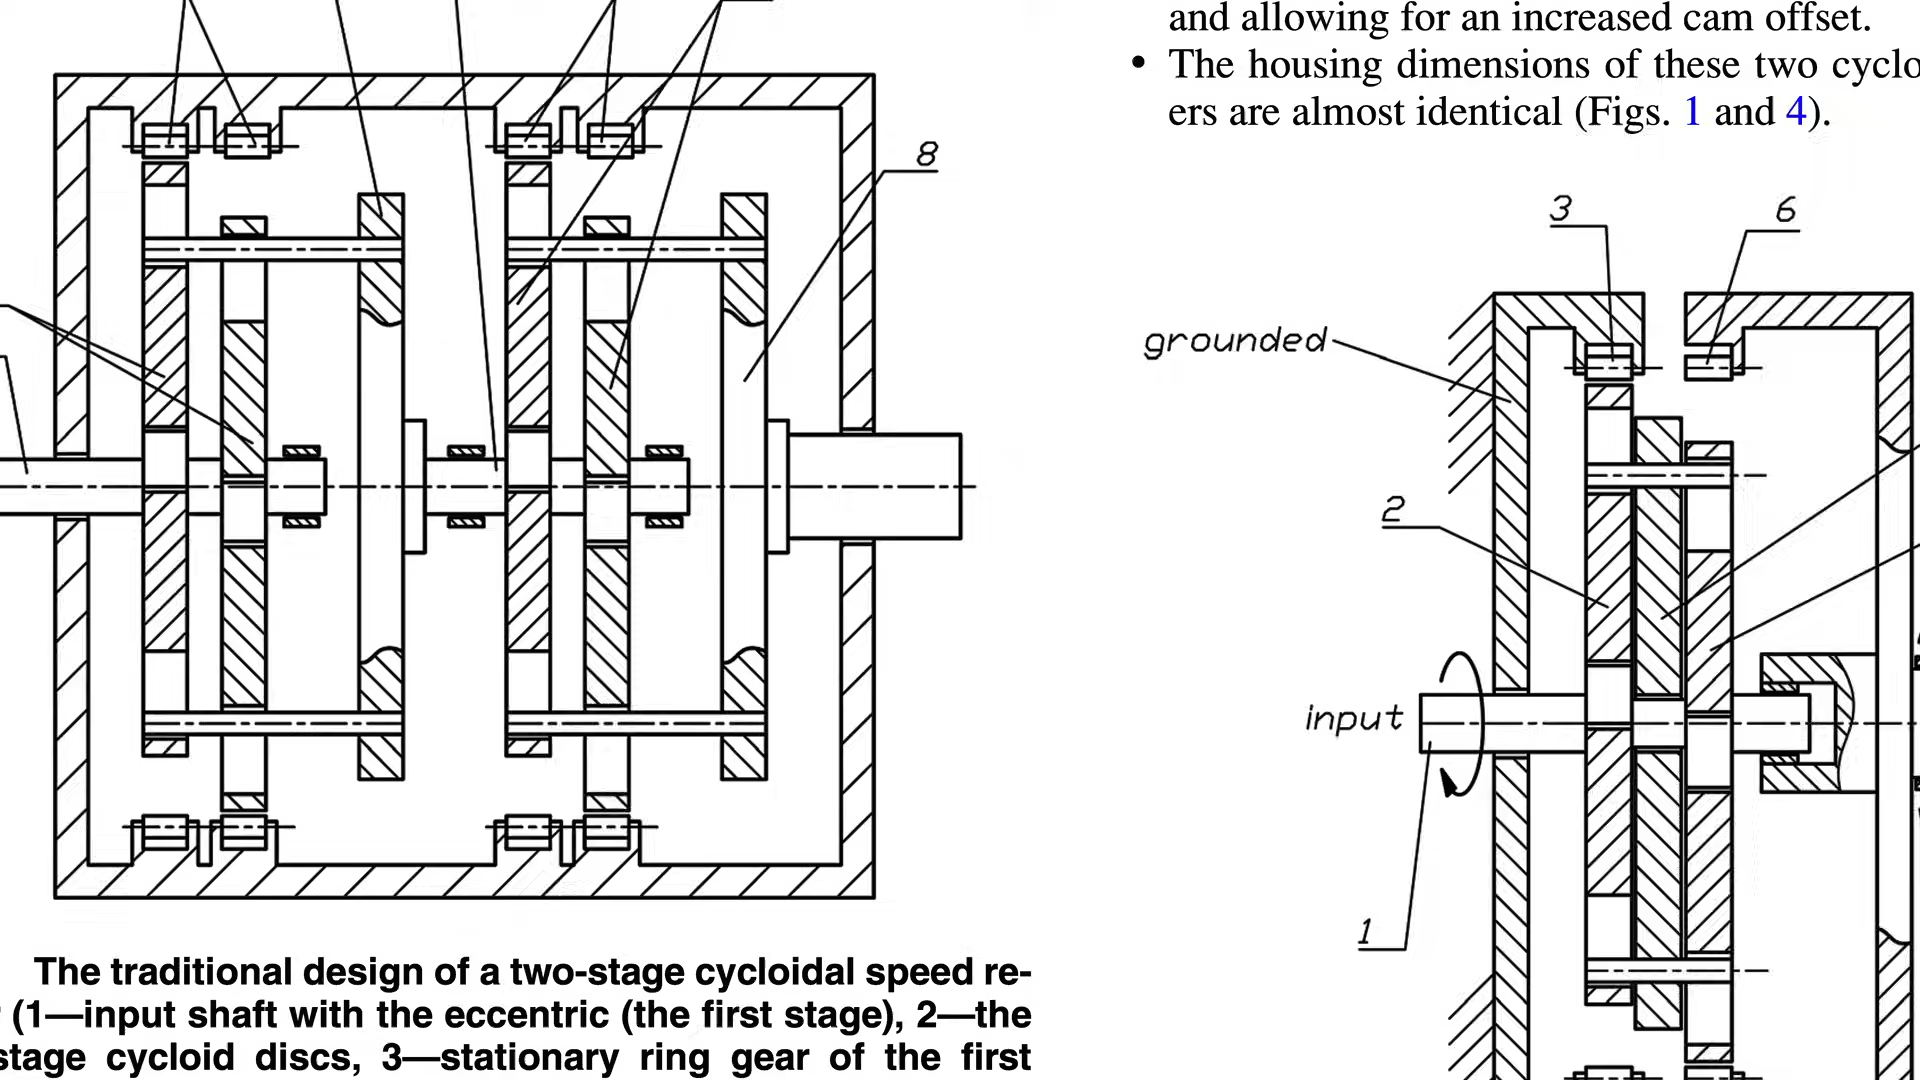 8
The traditional design of a two-stage cycloidal speed re-
(1—input shaft with the eccentric (the first stage), 2—the
stage cycloid discs, 3—stationary ring gear of the first
and allowing for an increased cam offset.
• The housing dimensions of these two cyclo
ers are almost identical (Figs. 1 and 4).
3
6
grounded
2
input
1